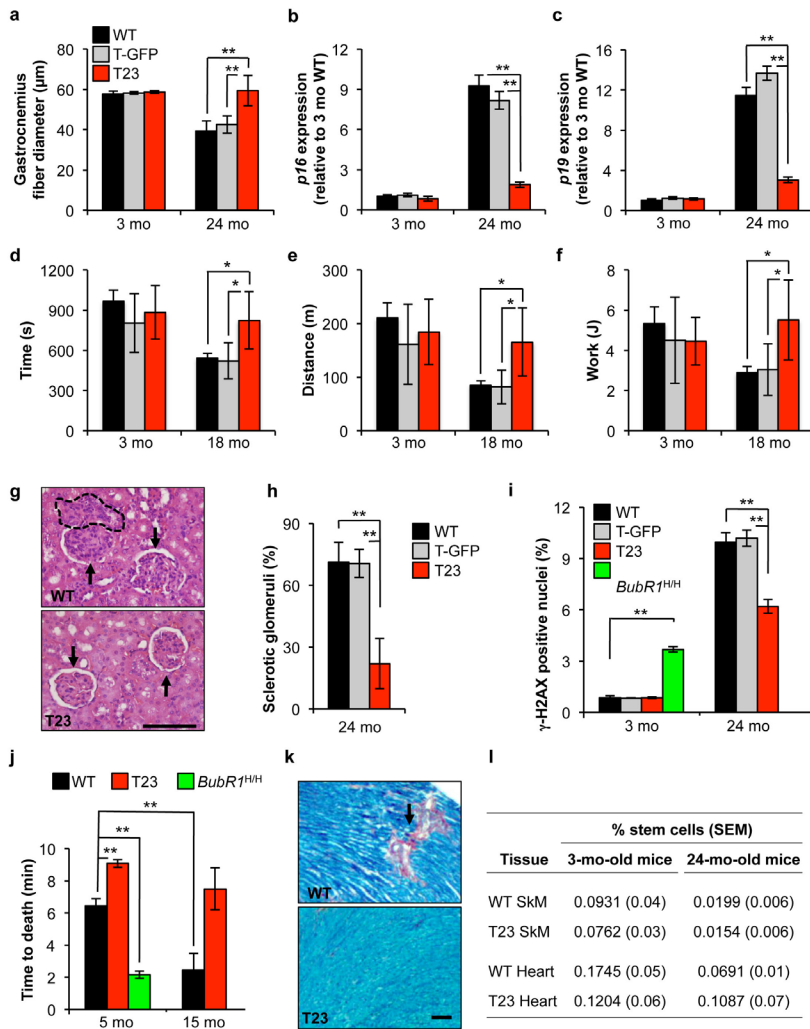 a
WT
T-GFP
T23
Gastrocnemius
fiber diameter (µm)
80
60
40
20
0
**
**
3 mo
24 mo
b
p16 expression
(relative to 3 mo WT)
12
9
6
3
0
**
**
3 mo
24 mo
c
p19 expression
(relative to 3 mo WT)
16
12
8
4
0
**
**
3 mo
24 mo
d
Time (s)
1200
900
600
300
0
*
*
3 mo
18 mo
e
Distance (m)
300
200
100
0
*
*
3 mo
18 mo
f
Work (J)
8
6
4
2
0
*
*
3 mo
18 mo
g
WT
T23
h
Sclerotic glomeruli (%)
90
60
30
0
**
**
24 mo
WT
T-GFP
T23
i
WT
T-GFP
T23
BubR1H/H
γ-H2AX positive nuclei (%)
12
9
6
3
0
**
**
**
3 mo
24 mo
j
WT T23 BubR1H/H
Time to death (min)
10
8
6
4
2
0
**
**
**
5 mo
15 mo
k
WT
T23
l
% stem cells (SEM)
Tissue 3-mo-old mice 24-mo-old mice
WT SkM 0.0931 (0.04) 0.0199 (0.006)
T23 SkM 0.0762 (0.03) 0.0154 (0.006)
WT Heart 0.1745 (0.05) 0.0691 (0.01)
T23 Heart 0.1204 (0.06) 0.1087 (0.07)